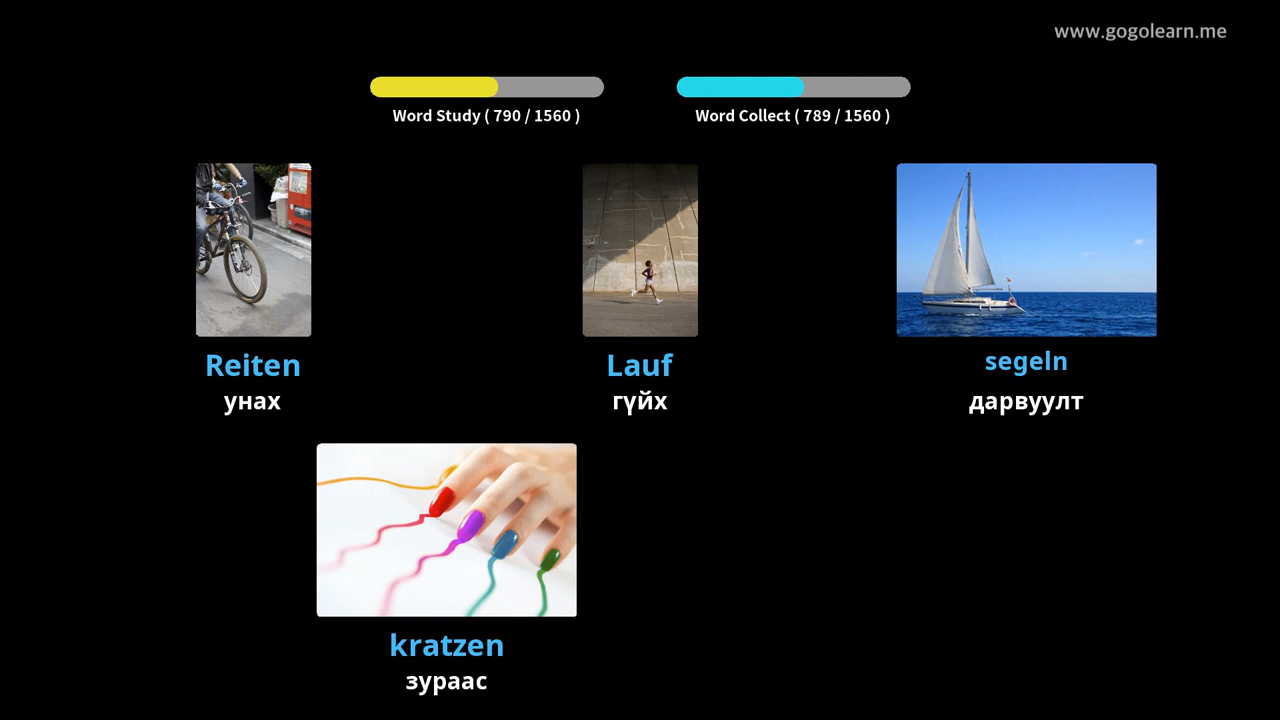 www.gogolearn.me
Word Study ( 790 / 1560 )
Word Collect ( 789 / 1560 )
Reiten
унах
Lauf
гүйх
segeln
дарвуулт
kratzen
зураас